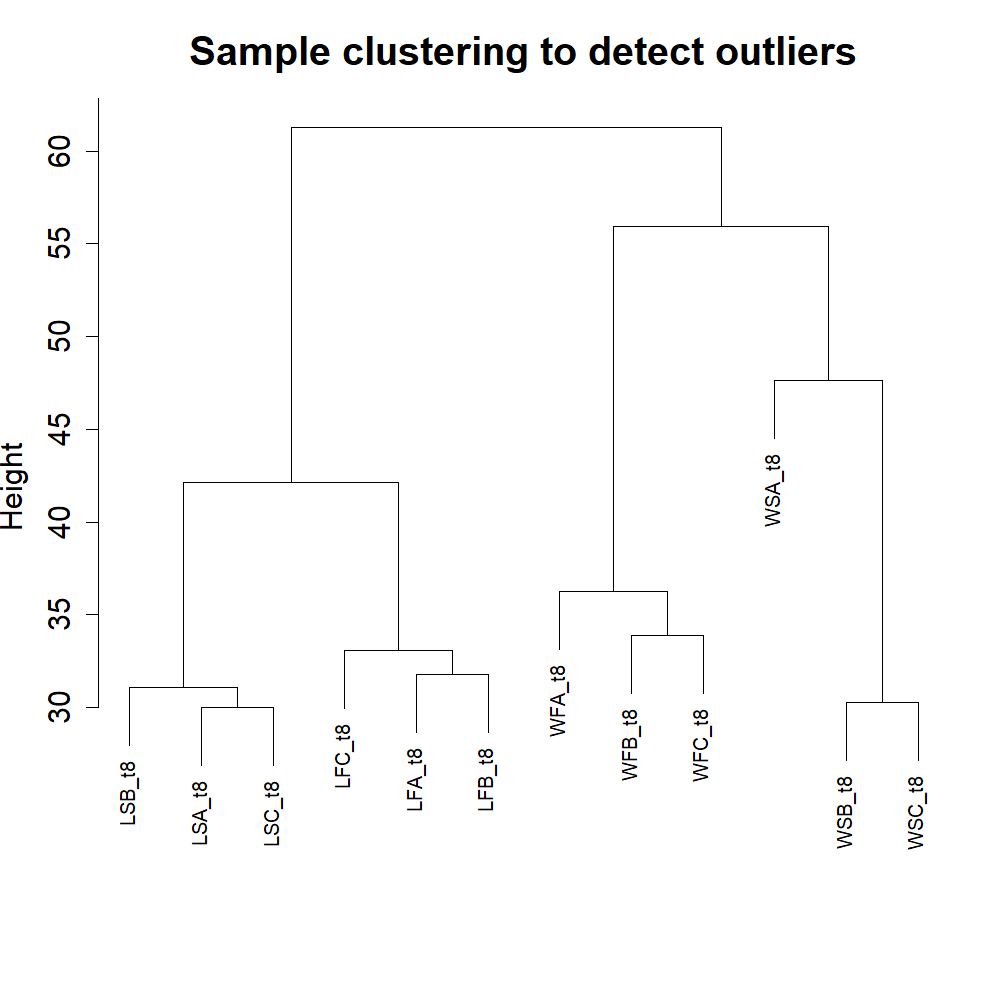 Sample clustering to detect outliers
Height
60
55
50
45
40
35
30
LSB_t8
LSA_t8
LSC_t8
LFC_t8
LFA_t8
LFB_t8
WFA_t8
WFB_t8
WFC_t8
WSA_t8
WSB_t8
WSC_t8